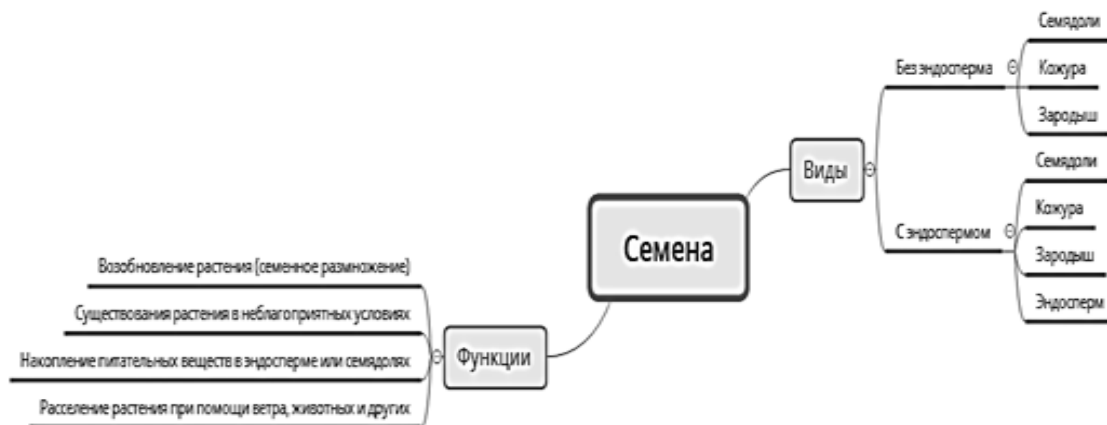 Семена
Виды
Без эндосперма
Семядоли
Кожура
Зародыш
С эндоспермом
Семядоли
Кожура
Зародыш
Эндосперм
Функции
Возобновление растения (семенное размножение)
Существования растения в неблагоприятных условиях
Накопление питательных веществ в эндосперме или семядолях
Расселение растения при помощи ветра, животных и других